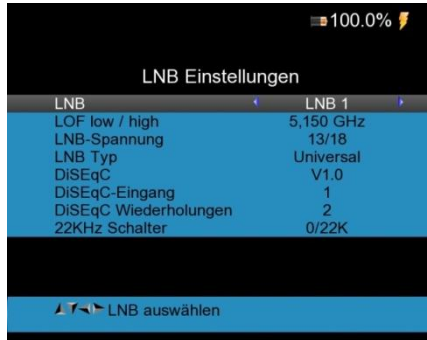 100.0%
LNB Einstellungen
LNB LNB 1
LOF low / high 5,150 GHz
LNB-Spannung 13/18
LNB Typ Universal
DiSEqC V1.0
DiSEqC-Eingang 1
DiSEqC Wiederholungen 2
22KHz Schalter 0/22K
LNB auswählen